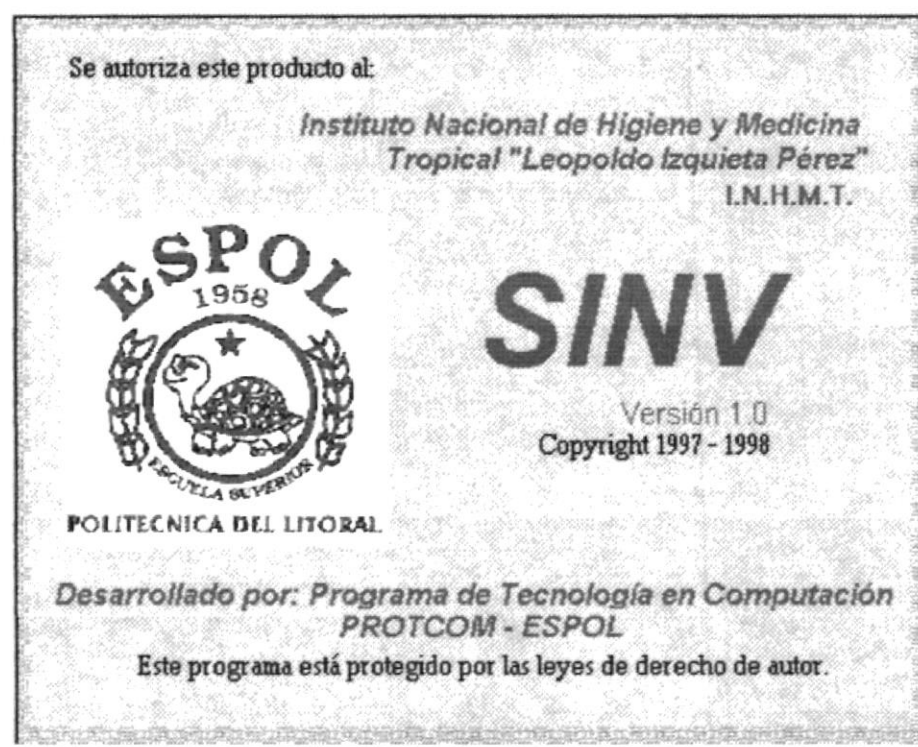 Se autoriza este producto al:
Instituto Nacional de Higiene y Medicina
Tropical "Leopoldo Izquieta Pérez"
I.N.H.M.T.
ESPOL
1958
ESCUELA SUPERIOR
POLITECNICA DEL LITORAL
SINV
Versión 1.0
Copyright 1997 - 1998
Desarrollado por: Programa de Tecnología en Computación
PROTCOM - ESPOL
Este programa está protegido por las leyes de derecho de autor.